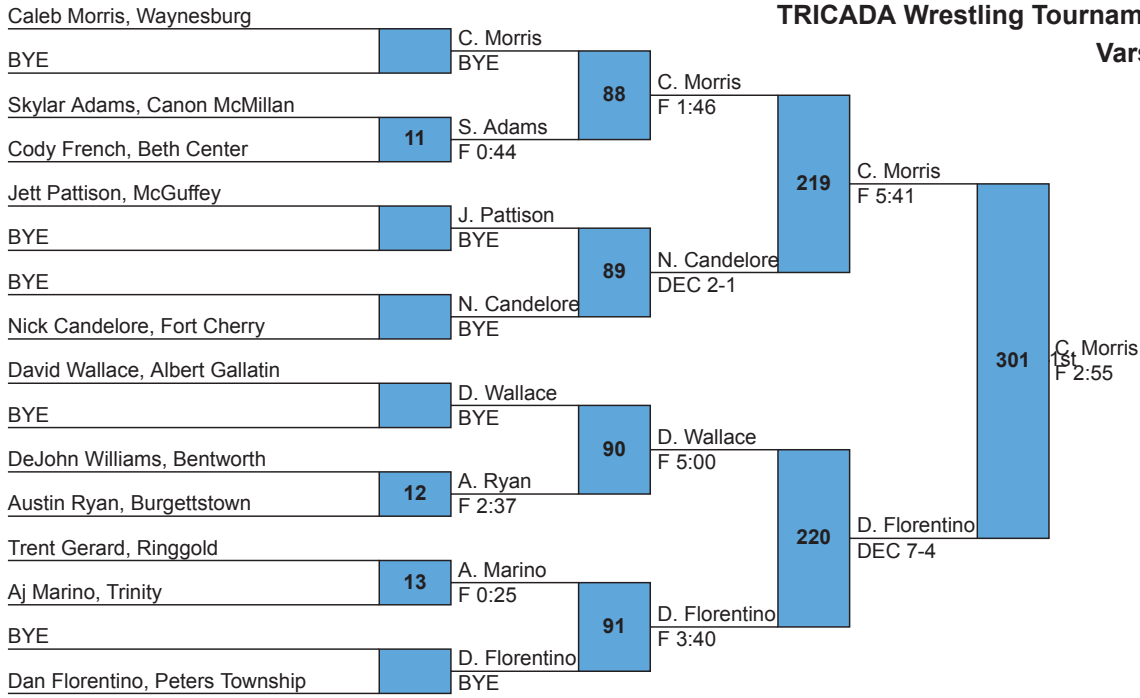 TRICADA Wrestling Tournam
Vars
Caleb Morris, Waynesburg
BYE
Skylar Adams, Canon McMillan
Cody French, Beth Center
Jett Pattison, McGuffey
BYE
BYE
Nick Candelore, Fort Cherry
David Wallace, Albert Gallatin
BYE
DeJohn Williams, Bentworth
Austin Ryan, Burgettstown
Trent Gerard, Ringgold
Aj Marino, Trinity
BYE
Dan Florentino, Peters Township
11
12
13
C. Morris
BYE
S. Adams
F 0:44
J. Pattison
BYE
N. Candelore
BYE
D. Wallace
BYE
A. Ryan
F 2:37
A. Marino
F 0:25
D. Florentino
BYE
88
89
90
91
C. Morris
F 1:46
N. Candelore
DEC 2-1
D. Wallace
F 5:00
D. Florentino
F 3:40
219
220
C. Morris
F 5:41
D. Florentino
DEC 7-4
301
C. Morris
1st
F 2:55